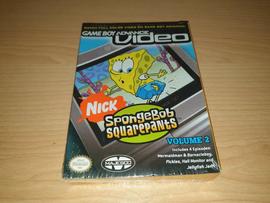 GAME BOY ADVANCE
Video
NICK
SpongeBob
SquarePants
VOLUME 2
Includes 4 Episodes:
Mermaidman & Barnacleboy,
Pickles, Hall Monitor and
Jellyfish Jam
MAJESCO